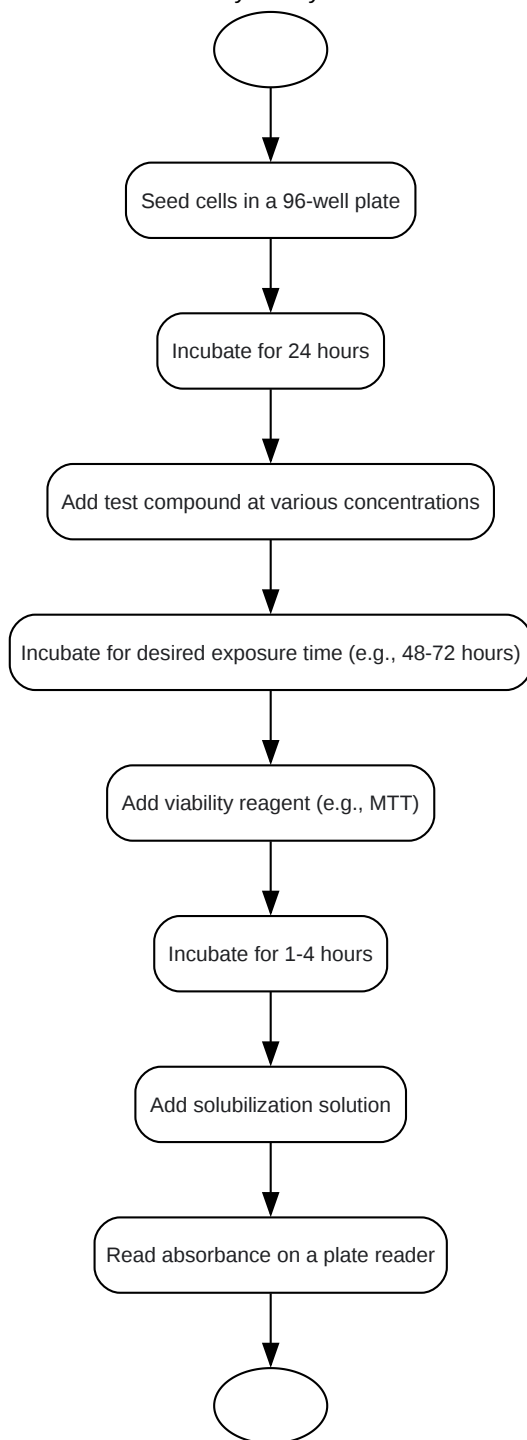 Seed cells in a 96-well plate
Incubate for 24 hours
Add test compound at various concentrations
Incubate for desired exposure time (e.g., 48-72 hours)
Add viability reagent (e.g., MTT)
Incubate for 1-4 hours
Add solubilization solution
Read absorbance on a plate reader